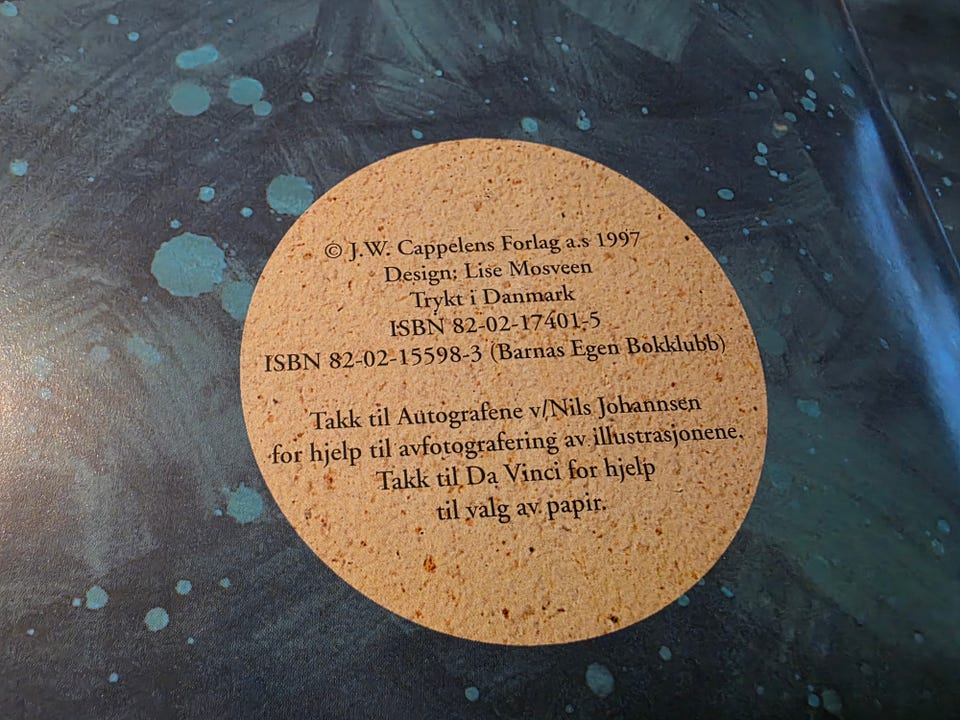 © J.W. Cappelens Forlag a.s 1997
Design: Lise Mosveen
Trykt i Danmark
ISBN 82-02-17401-5
ISBN 82-02-15598-3 (Barnas Egen Bokklubb)
Takk til Autografene v/Nils Johannsen
for hjelp til avfotografering av illustrasjonene.
Takk til Da Vinci for hjelp
til valg av papir.